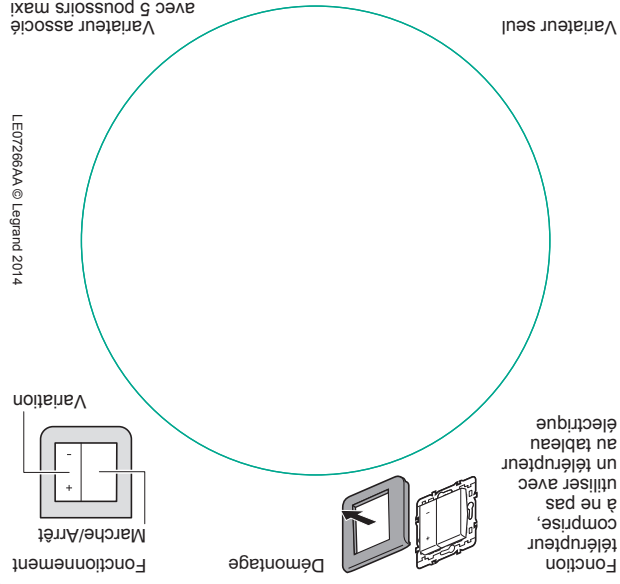 Fonction
télérupteur
comprise,
à ne pas
utiliser avec
un télérupteur
au tableau
électrique
Démontage
Fonctionnement
Marche/Arrêt
+
-
Variation
+
-
Variateur seul
Variateur associé
avec 5 poussoirs maxi
LE07266AA © Legrand 2014